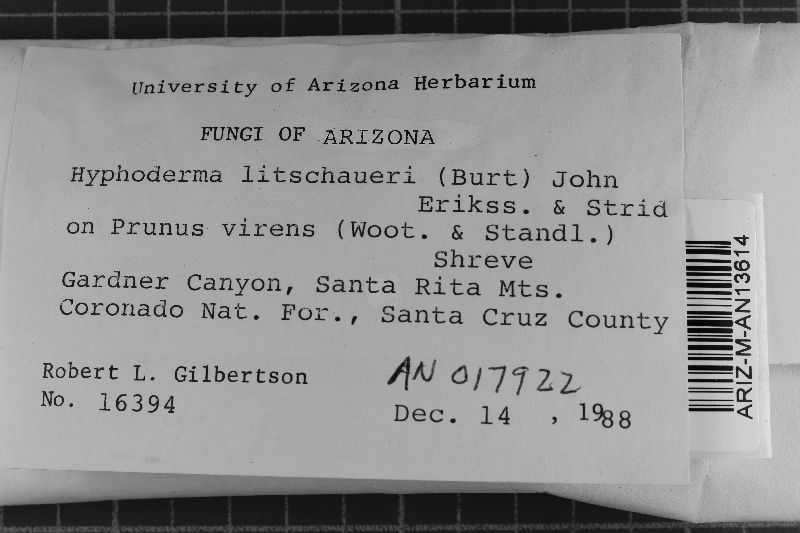 University of Arizona Herbarium
FUNGI OF ARIZONA
Hyphoderma litschaueri (Burt) John
Erikss. & Strid
on Prunus virens (Woot. & Standl.)
Shreve
Gardner Canyon, Santa Rita Mts.
Coronado Nat. For., Santa Cruz County
Robert L. Gilbertson
No. 16394
AN 017922
Dec. 14 , 1988
ARIZ-M-AN13614